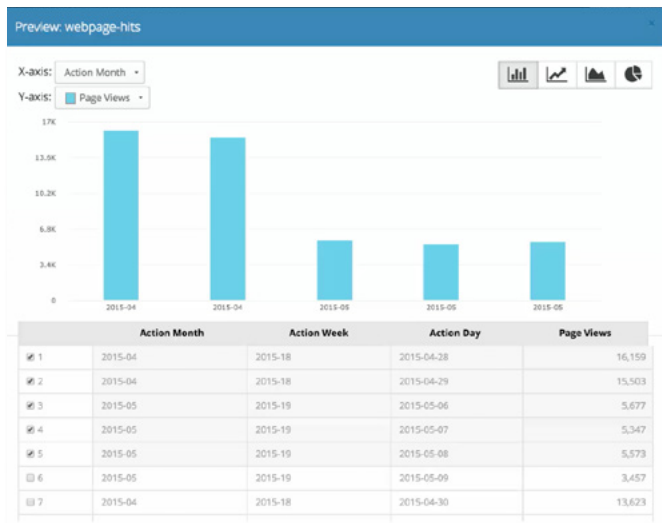 Preview: webpage-hits
×
X-axis: Action Month
Y-axis: Page Views
17K
13.6K
10.2K
6.8K
3.4K
0
2015-04 2015-04 2015-05 2015-05 2015-05
Action Month Action Week Action Day Page Views
1 2015-04 2015-18 2015-04-28 16,159
2 2015-04 2015-18 2015-04-29 15,503
3 2015-05 2015-19 2015-05-06 5,677
4 2015-05 2015-19 2015-05-07 5,347
5 2015-05 2015-19 2015-05-08 5,573
6 2015-05 2015-19 2015-05-09 3,457
7 2015-04 2015-18 2015-04-30 13,623